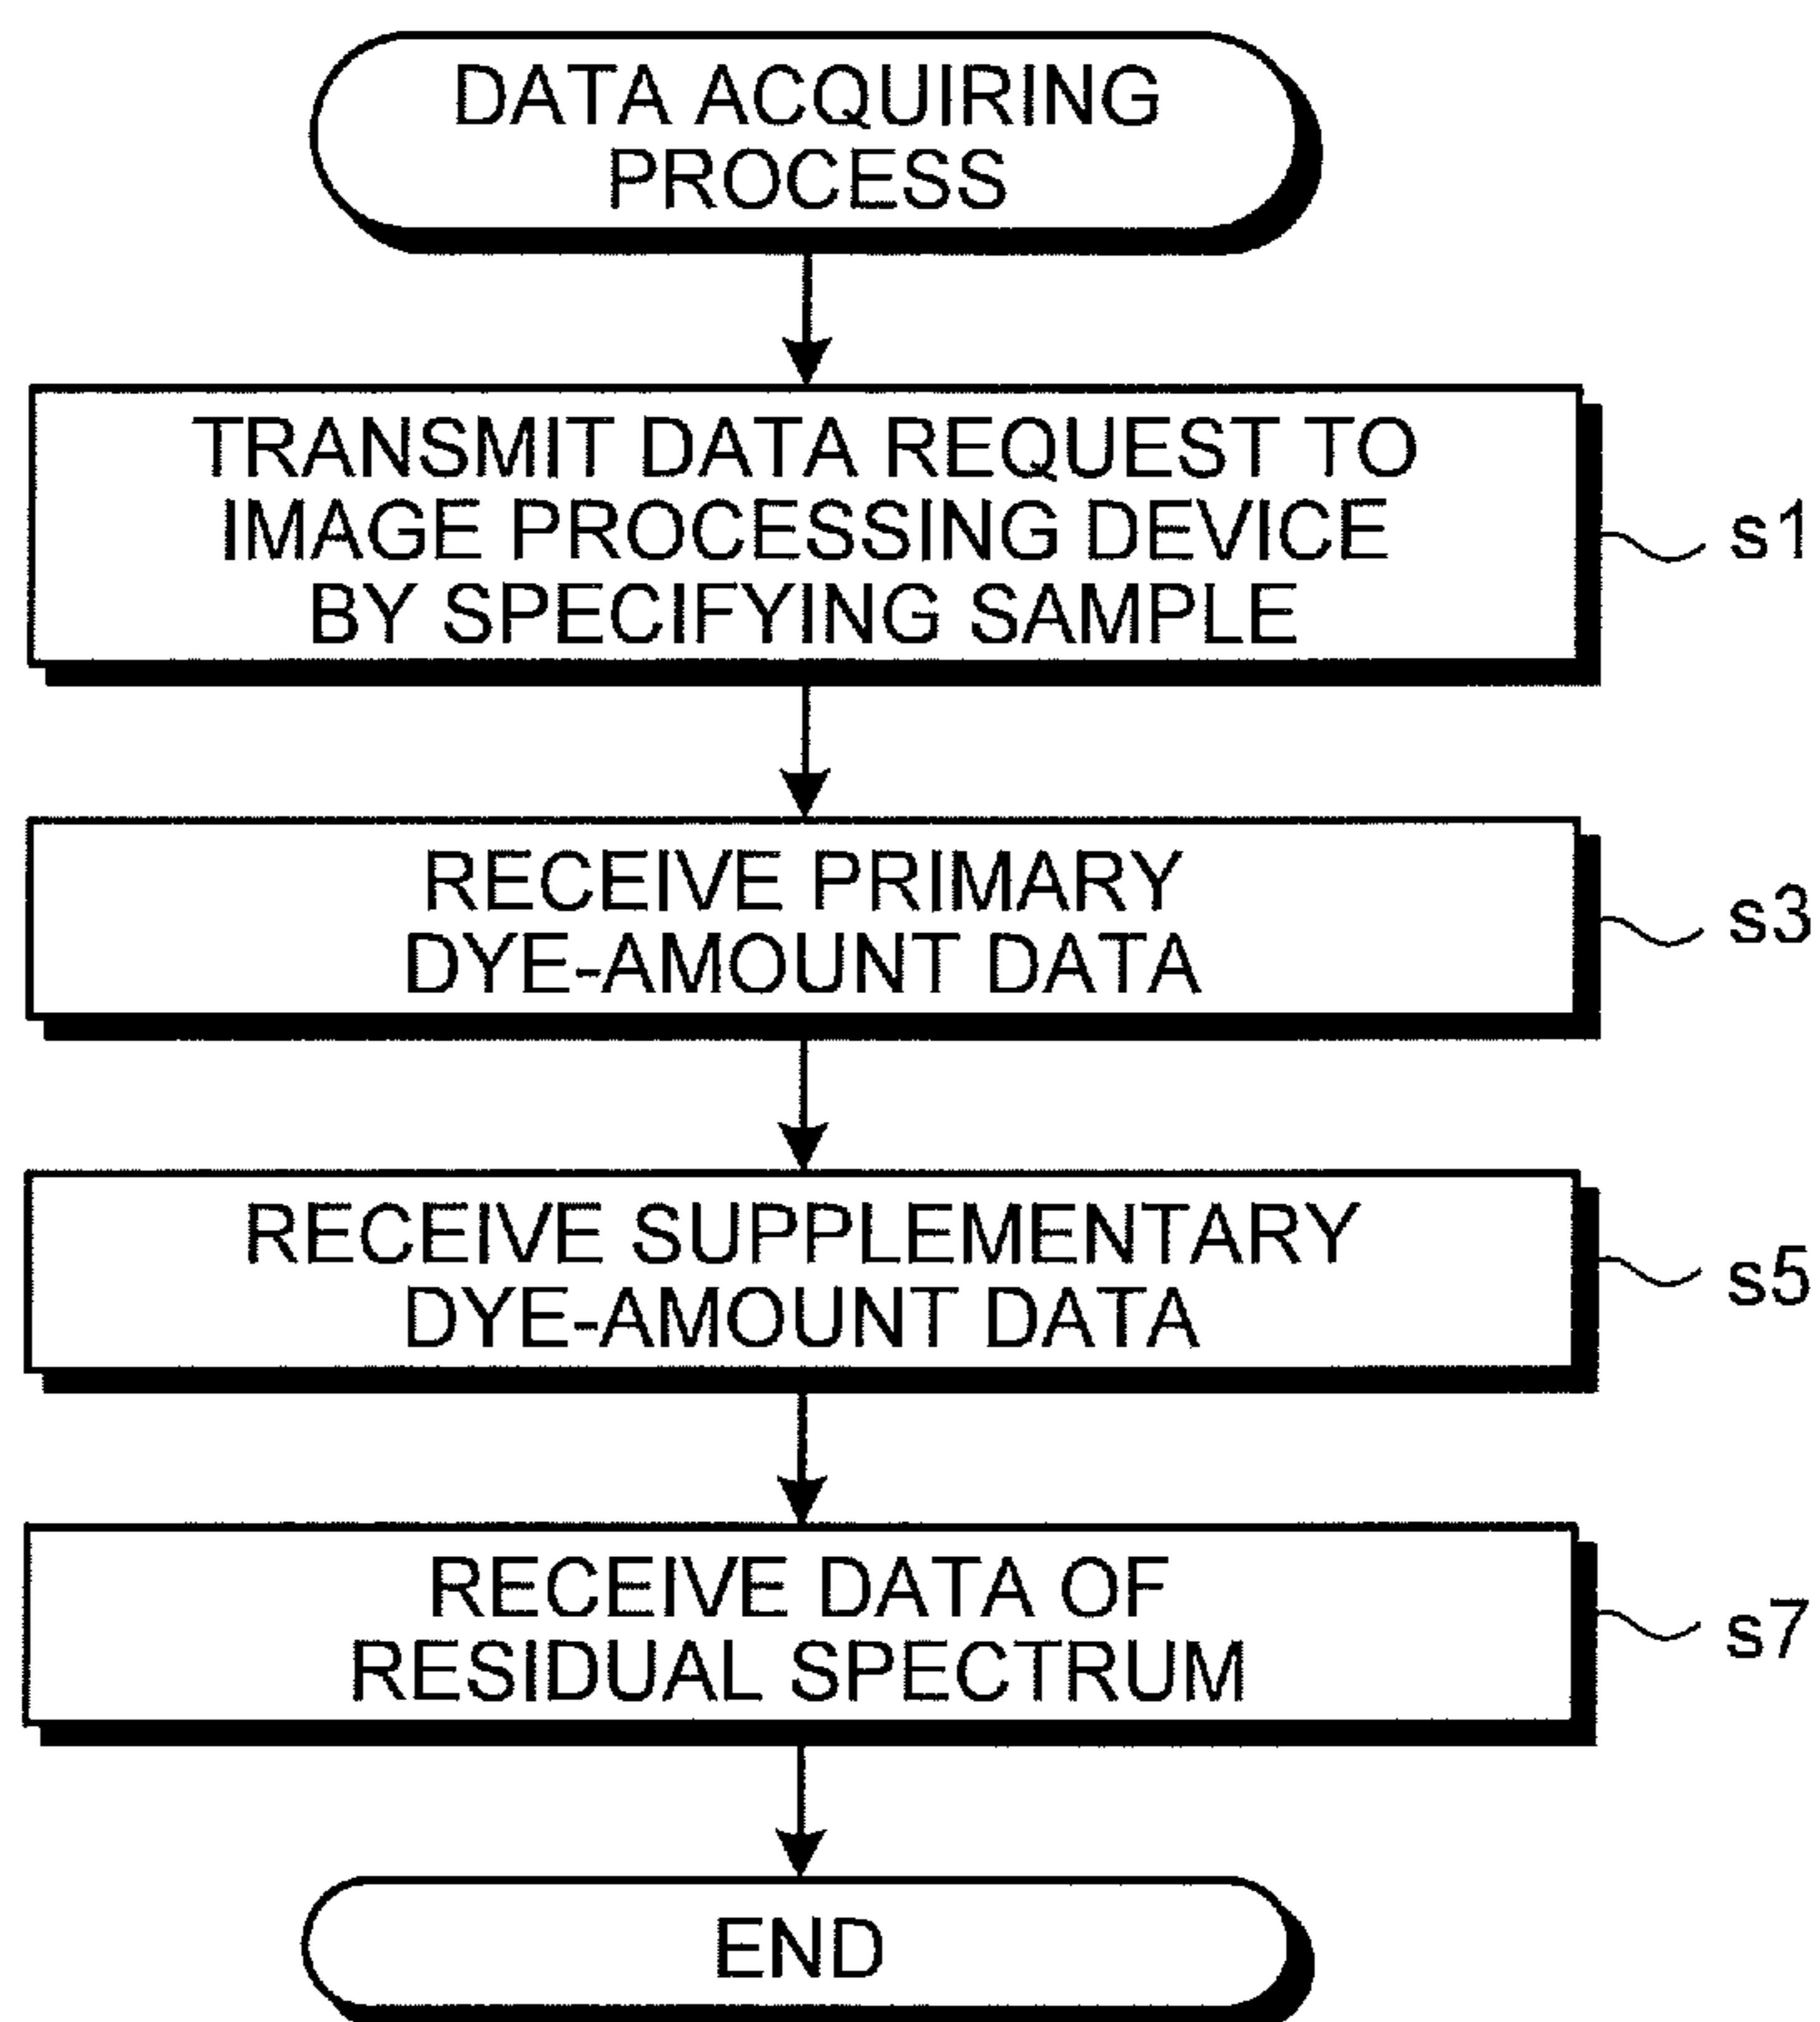 DATA ACQUIRING
PROCESS
TRANSMIT DATA REQUEST TO
IMAGE PROCESSING DEVICE
BY SPECIFYING SAMPLE
s1
RECEIVE PRIMARY
DYE-AMOUNT DATA
s3
RECEIVE SUPPLEMENTARY
DYE-AMOUNT DATA
s5
RECEIVE DATA OF
RESIDUAL SPECTRUM
s7
END